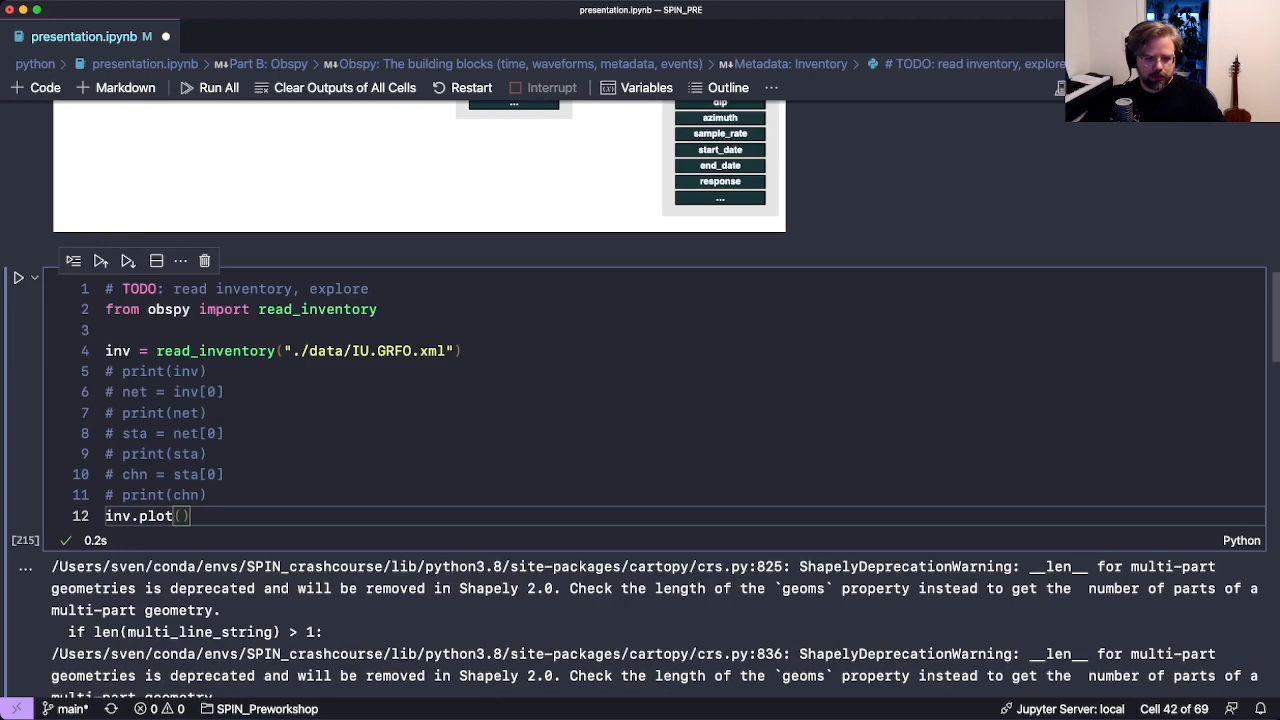 presentation.ipynb — SPIN_PRE
presentation.ipynb M
python > presentation.ipynb > Part B: Obspy > Obspy: The building blocks (time, waveforms, metadata, events) > Metadata: Inventory > # TODO: read inventory, explore
+ Code + Markdown Run All Clear Outputs of All Cells Restart Interrupt Variables Outline ...
...
dip
azimuth
sample_rate
start_date
end_date
response
...
1 # TODO: read inventory, explore
2 from obspy import read_inventory
3
4 inv = read_inventory("./data/IU.GRFO.xml")
5 # print(inv)
6 # net = inv[0]
7 # print(net)
8 # sta = net[0]
9 # print(sta)
10 # chn = sta[0]
11 # print(chn)
12 inv.plot()
[215] 0.2s Python
... /Users/sven/conda/envs/SPIN_crashcourse/lib/python3.8/site-packages/cartopy/crs.py:825: ShapelyDeprecationWarning: __len__ for multi-part
geometries is deprecated and will be removed in Shapely 2.0. Check the length of the `geoms` property instead to get the  number of parts of a
multi-part geometry.
if len(multi_line_string) > 1:
/Users/sven/conda/envs/SPIN_crashcourse/lib/python3.8/site-packages/cartopy/crs.py:836: ShapelyDeprecationWarning: __len__ for multi-part
geometries is deprecated and will be removed in Shapely 2.0. Check the length of the `geoms` property instead to get the  number of parts of a
multi-part geometry.
main* 0 0 SPIN_Preworkshop Jupyter Server: local Cell 42 of 69